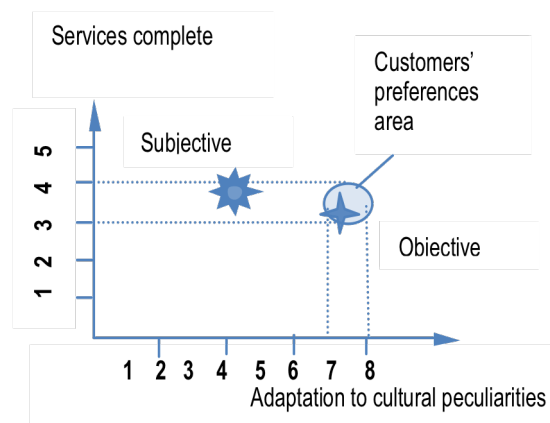 Services complete
Customers'
preferences
area
Subjective
Obiective
5
4
3
2
1
1 2 3 4 5 6 7 8
Adaptation to cultural peculiarities